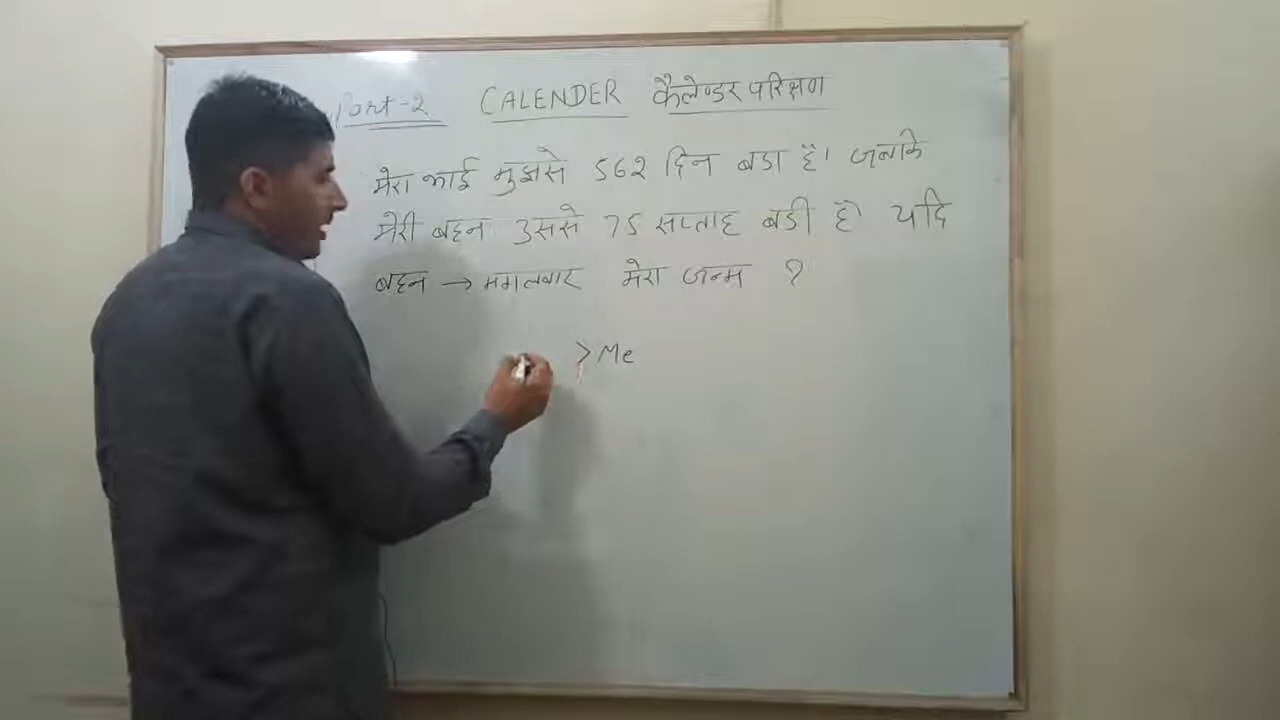 Part-2 CALENDER कैलेण्डर परिक्षण
मेरा भाई मुझसे 562 दिन बडा है। जबकि
मेरी बहन उससे 75 सप्ताह बडी है यदि
बहन → मगलवार मेरा जन्म ?
> Me